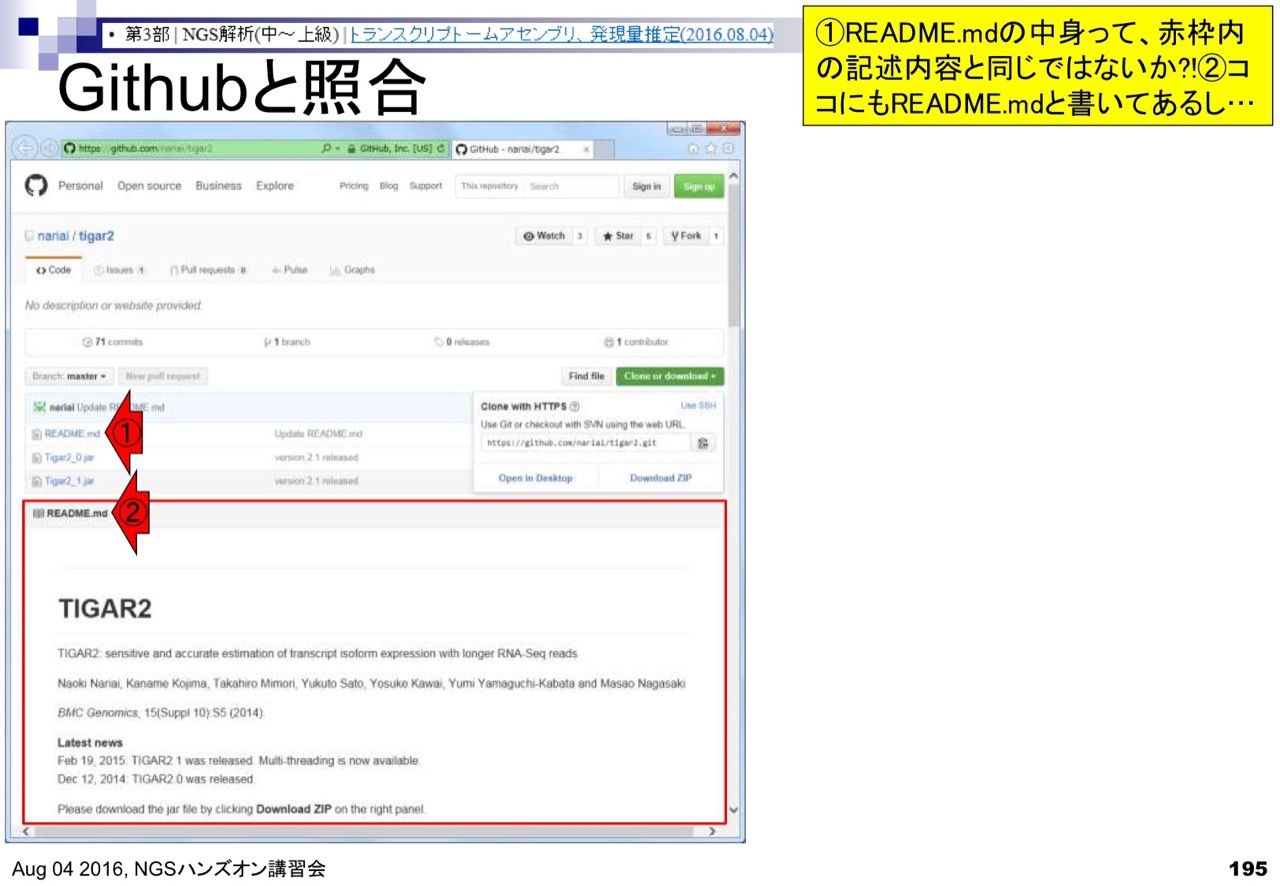 • 第3部 | NGS解析(中～上級) | トランスクリプトームアセンブリ、発現量推定(2016.08.04)
Githubと照合
①README.mdの中身って、赤枠内
の記述内容と同じではないか?!②コ
コにもREADME.mdと書いてあるし…
https://github.com/nariai/tigar2
GitHub, Inc. [US]
GitHub - nariai/tigar2
Personal Open source Business Explore Pricing Blog Support This repository Search Sign in Sign up
nariai / tigar2
Watch 3 Star 5 Fork 1
Code Issues 1 Pull requests 0 Pulse Graphs
No description or website provided.
71 commits 1 branch 0 releases 1 contributor
Branch: master New pull request Find file Clone or download
nariai Update README.md
README.md Update README.md
①
Tigar2_0.jar version 2.1 released
Tigar2_1.jar version 2.1 released
Clone with HTTPS Use SSH
Use Git or checkout with SVN using the web URL.
https://github.com/nariai/tigar2.git
Open in Desktop Download ZIP
README.md
②
TIGAR2
TIGAR2: sensitive and accurate estimation of transcript isoform expression with longer RNA-Seq reads
Naoki Nariai, Kaname Kojima, Takahiro Mimori, Yukuto Sato, Yosuke Kawai, Yumi Yamaguchi-Kabata and Masao Nagasaki
BMC Genomics, 15(Suppl 10):S5 (2014).
Latest news
Feb 19, 2015: TIGAR2.1 was released. Multi-threading is now available.
Dec 12, 2014: TIGAR2.0 was released.
Please download the jar file by clicking Download ZIP on the right panel.
Aug 04 2016, NGSハンズオン講習会
195